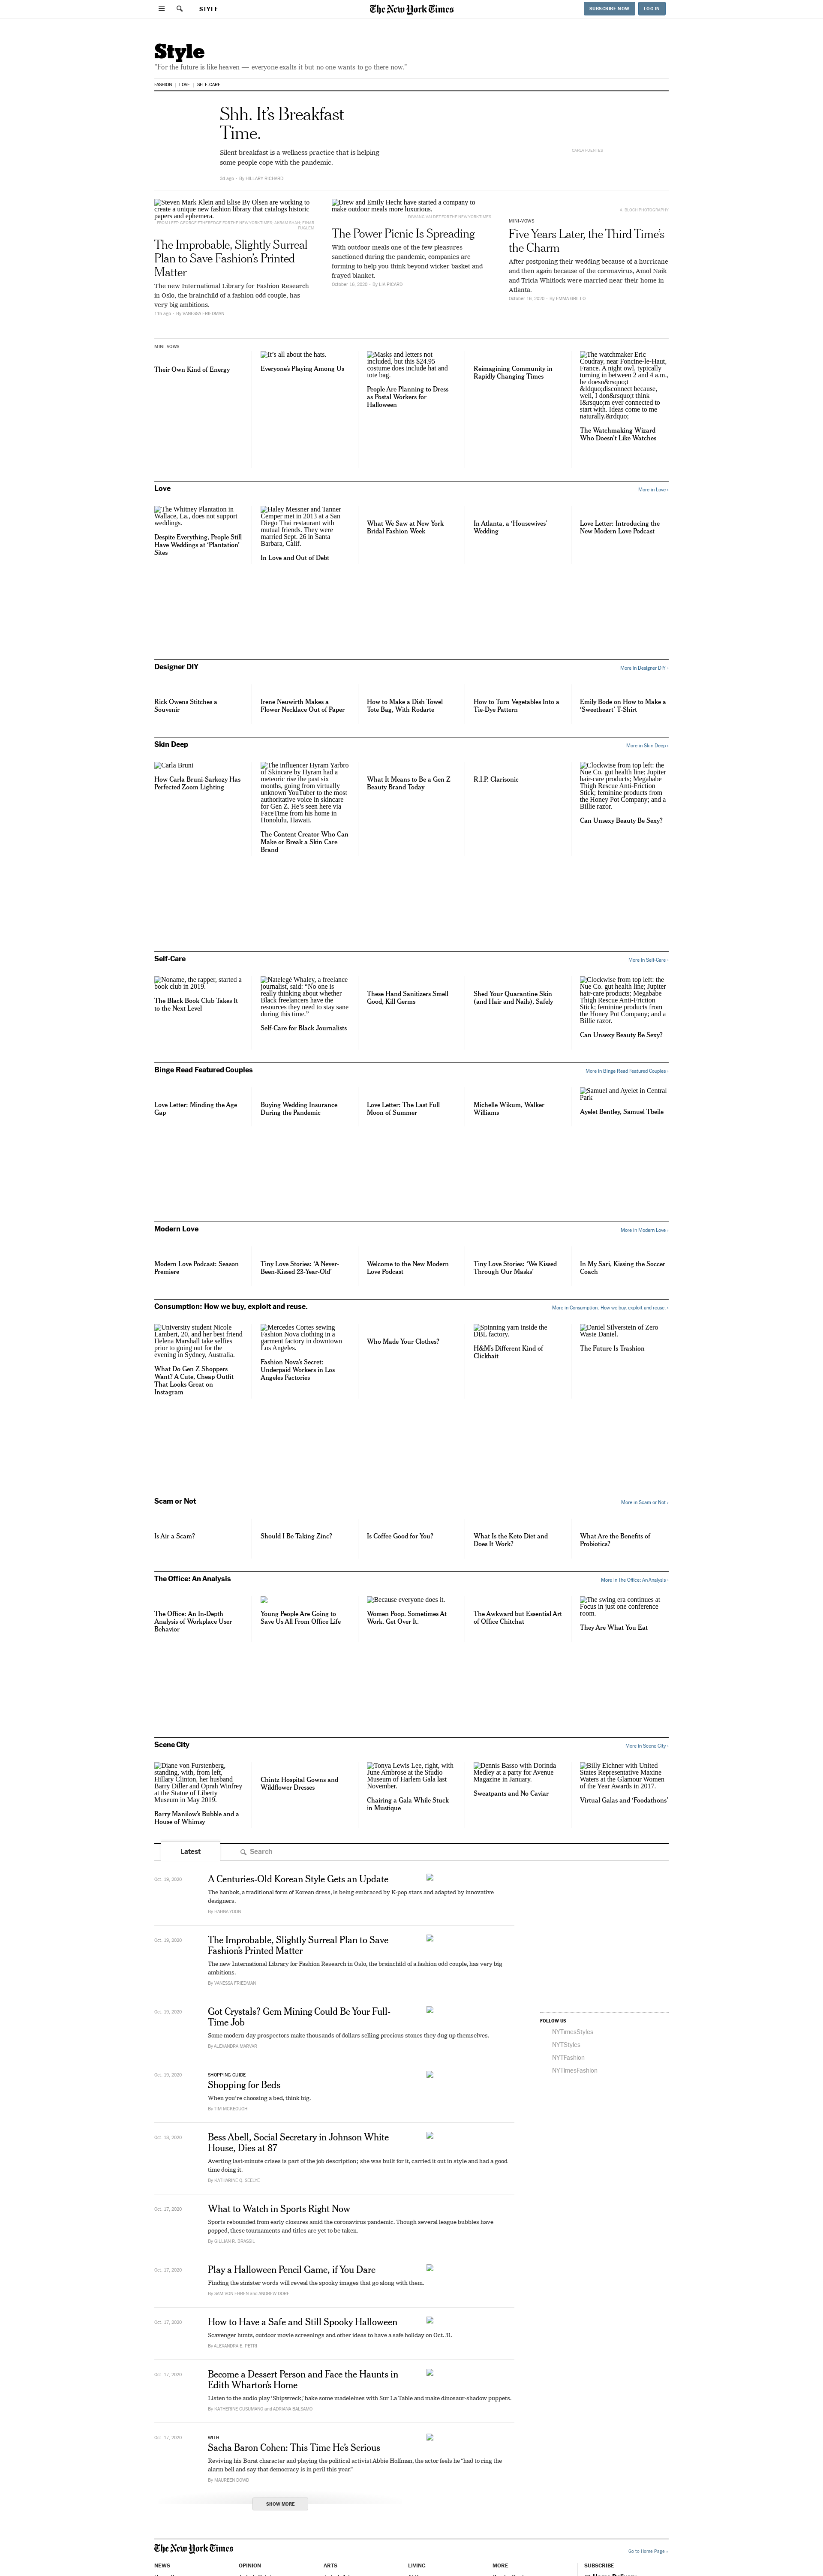 STYLE
The New York Times
SUBSCRIBE NOW
LOG IN
Style
"For the future is like heaven — everyone exalts it but no one wants to go there now."
FASHION
LOVE
SELF-CARE
Shh. It's Breakfast
Time.
Silent breakfast is a wellness practice that is helping
some people cope with the pandemic.
3d ago · By HILLARY RICHARD
CARLA FUENTES
Steven Mark Klein and Elise By Olsen are working to
create a new fashion library that catalogs historic
papers and ephemera.
The Improbable, Slightly Surreal
Plan to Save Fashion's Printed
Matter
The new International Library for Fashion Research
in Oslo, the brainchild of a fashion odd couple, has
very big ambitions.
11h ago · By VANESSA FRIEDMAN
Drew and Emily Hecht have started a company to
make outdoor meals more luxurious.
The Power Picnic Is Spreading
With outdoor meals one of the few pleasures
sanctioned during the pandemic, companies are
forming to help you think beyond wicker basket and
frayed blanket.
October 16, 2020 · By LIA PICARD
K. BLOCH PHOTOGRAPHY
MINI-VOWS
Five Years Later, the Third Time's
the Charm
After postponing their wedding because of a hurricane
and then again because of the coronavirus, Amol Naik
and Tricia Whitlock were married near their home in
Atlanta.
October 16, 2020 · By EMMA GRILLO
MINI-VOWS
Their Own Kind of Energy
It's all about the hats.
Everyone's Playing Among Us
Masks and letters not
included, but this $24.95
costume does include hat and
tote bag.
People Are Planning to Dress
as Postal Workers for
Halloween
Reimagining Community in
Rapidly Changing Times
The watchmaker Eric
Coudray, near Foncine-le-Haut,
France. A night owl, typically
turning in between 2 and 4 a.m.,
he doesn&rsquo;t
&ldquo;disconnect because,
well, I don&rsquo;t think
I&rsquo;m ever connected to
start with. Ideas come to me
naturally.&rdquo;
The Watchmaking Wizard
Who Doesn't Like Watches
Love
More in Love ›
The Whitney Plantation in
Wallace, La., does not support
weddings.
Despite Everything, People Still
Have Weddings at 'Plantation'
Sites
Haley Messner and Tanner
Cemper met in 2013 at a San
Diego Thai restaurant with
mutual friends. They were
married Sept. 26 in Santa
Barbara, Calif.
In Love and Out of Debt
What We Saw at New York
Bridal Fashion Week
In Atlanta, a 'Housewives'
Wedding
Love Letter: Introducing the
New Modern Love Podcast
Designer DIY
More in Designer DIY ›
Rick Owens Stitches a
Souvenir
Irene Neuwirth Makes a
Flower Necklace Out of Paper
How to Make a Dish Towel
Tote Bag, With Rodarte
How to Turn Vegetables Into a
Tie-Dye Pattern
Emily Bode on How to Make a
'Sweetheart' T-Shirt
Skin Deep
More in Skin Deep ›
Carla Bruni
How Carla Bruni-Sarkozy Has
Perfected Zoom Lighting
The influencer Hyram Yarbro
of Skincare by Hyram had a
meteoric rise the past six
months, going from virtually
unknown YouTuber to the most
authoritative voice in skincare
for Gen Z. He's seen here via
FaceTime from his home in
Honolulu, Hawaii.
The Content Creator Who Can
Make or Break a Skin Care
Brand
What It Means to Be a Gen Z
Beauty Brand Today
R.I.P. Clarisonic
Clockwise from top left: the
Nue Co. gut health line; Jupiter
hair-care products; Megababe
Thigh Rescue Anti-Friction
Stick; feminine products from
the Honey Pot Company; and a
Billie razor.
Can Unsexy Beauty Be Sexy?
Self-Care
More in Self-Care ›
Noname, the rapper, started a
book club in 2019.
The Black Book Club Takes It
to the Next Level
Natelegé Whaley, a freelance
journalist, said: "No one is
really thinking about whether
Black freelancers have the
resources they need to stay sane
during this time."
Self-Care for Black Journalists
These Hand Sanitizers Smell
Good, Kill Germs
Shed Your Quarantine Skin
(and Hair and Nails), Safely
Clockwise from top left: the
Nue Co. gut health line; Jupiter
hair-care products; Megababe
Thigh Rescue Anti-Friction
Stick; feminine products from
the Honey Pot Company; and a
Billie razor.
Can Unsexy Beauty Be Sexy?
Binge Read Featured Couples
More in Binge Read Featured Couples ›
Love Letter: Minding the Age
Gap
Buying Wedding Insurance
During the Pandemic
Love Letter: The Last Full
Moon of Summer
Michelle Wikum, Walker
Williams
Samuel and Ayelet in Central
Park
Ayelet Bentley, Samuel Tbeile
Modern Love
More in Modern Love ›
Modern Love Podcast: Season
Premiere
Tiny Love Stories: 'A Never-
Been-Kissed 23-Year-Old'
Welcome to the New Modern
Love Podcast
Tiny Love Stories: 'We Kissed
Through Our Masks'
In My Sari, Kissing the Soccer
Coach
Consumption: How we buy, exploit and reuse.
More in Consumption: How we buy, exploit and reuse. ›
University student Nicole
Lambert, 20, and her best friend
Helena Marshall take selfies
prior to going out for the
evening in Sydney, Australia.
What Do Gen Z Shoppers
Want? A Cute, Cheap Outfit
That Looks Great on
Instagram
Mercedes Cortes sewing
Fashion Nova clothing in a
garment factory in downtown
Los Angeles.
Fashion Nova's Secret:
Underpaid Workers in Los
Angeles Factories
Who Made Your Clothes?
Spinning yarn inside the
DBL factory.
H&M's Different Kind of
Clickbait
Daniel Silverstein of Zero
Waste Daniel.
The Future Is Trashion
Scam or Not
More in Scam or Not ›
Is Air a Scam?
Should I Be Taking Zinc?
Is Coffee Good for You?
What Is the Keto Diet and
Does It Work?
What Are the Benefits of
Probiotics?
The Office: An Analysis
More in The Office: An Analysis ›
The Office: An In-Depth
Analysis of Workplace User
Behavior
Young People Are Going to
Save Us All From Office Life
Because everyone does it.
Women Poop. Sometimes At
Work. Get Over It.
The Awkward but Essential Art
of Office Chitchat
The swing era continues at
Focus in just one conference
room.
They Are What You Eat
Scene City
More in Scene City ›
Diane von Furstenberg,
standing, with, from left,
Hillary Clinton, her husband
Barry Diller and Oprah Winfrey
at the Statue of Liberty
Museum in May 2019.
Barry Manilow's Bubble and a
House of Whimsy
Chintz Hospital Gowns and
Wildflower Dresses
Tonya Lewis Lee, right, with
June Ambrose at the Studio
Museum of Harlem Gala last
November.
Chairing a Gala While Stuck
in Mustique
Dennis Basso with Dorinda
Medley at a party for Avenue
Magazine in January.
Sweatpants and No Caviar
Billy Eichner with United
States Representative Maxine
Waters at the Glamour Women
of the Year Awards in 2017.
Virtual Galas and 'Foodathons'
Latest
Search
Oct. 19, 2020
A Centuries-Old Korean Style Gets an Update
The hanbok, a traditional form of Korean dress, is being embraced by K-pop stars and adapted by innovative
designers.
By HAHNA YOON
Oct. 19, 2020
The Improbable, Slightly Surreal Plan to Save
Fashion's Printed Matter
The new International Library for Fashion Research in Oslo, the brainchild of a fashion odd couple, has very big
ambitions.
By VANESSA FRIEDMAN
Oct. 19, 2020
Got Crystals? Gem Mining Could Be Your Full-
Time Job
Some modern-day prospectors make thousands of dollars selling precious stones they dug up themselves.
By ALEXANDRA MARVAR
Oct. 19, 2020
SHOPPING GUIDE
Shopping for Beds
When you're choosing a bed, think big.
By TIM MCKEOUGH
Oct. 18, 2020
Bess Abell, Social Secretary in Johnson White
House, Dies at 87
Averting last-minute crises is part of the job description; she was built for it, carried it out in style and had a good
time doing it.
By KATHARINE Q. SEELYE
Oct. 17, 2020
What to Watch in Sports Right Now
Sports rebounded from early closures amid the coronavirus pandemic. Though several league bubbles have
popped, these tournaments and titles are yet to be taken.
By GILLIAN R. BRASSIL
Oct. 17, 2020
Play a Halloween Pencil Game, if You Dare
Finding the sinister words will reveal the spooky images that go along with them.
By SAM VON EHREN and ANDREW DORE
Oct. 17, 2020
How to Have a Safe and Still Spooky Halloween
Scavenger hunts, outdoor movie screenings and other ideas to have a safe holiday on Oct. 31.
By ALEXANDRA E. PETRI
Oct. 17, 2020
Become a Dessert Person and Face the Haunts in
Edith Wharton's Home
Listen to the audio play 'Shipwreck,' bake some madeleines with Sur La Table and make dinosaur-shadow puppets.
By KATHERINE CUSUMANO and ADRIANA BALSAMO
Oct. 17, 2020
WITH ...
Sacha Baron Cohen: This Time He's Serious
Reviving his Borat character and playing the political activist Abbie Hoffman, the actor feels he "had to ring the
alarm bell and say that democracy is in peril this year."
By MAUREEN DOWD
SHOW MORE
FOLLOW US
NYTimesStyles
NYTStyles
NYTFashion
NYTimesFashion
The New York Times
Go to Home Page »
NEWS
OPINION
ARTS
LIVING
MORE
SUBSCRIBE